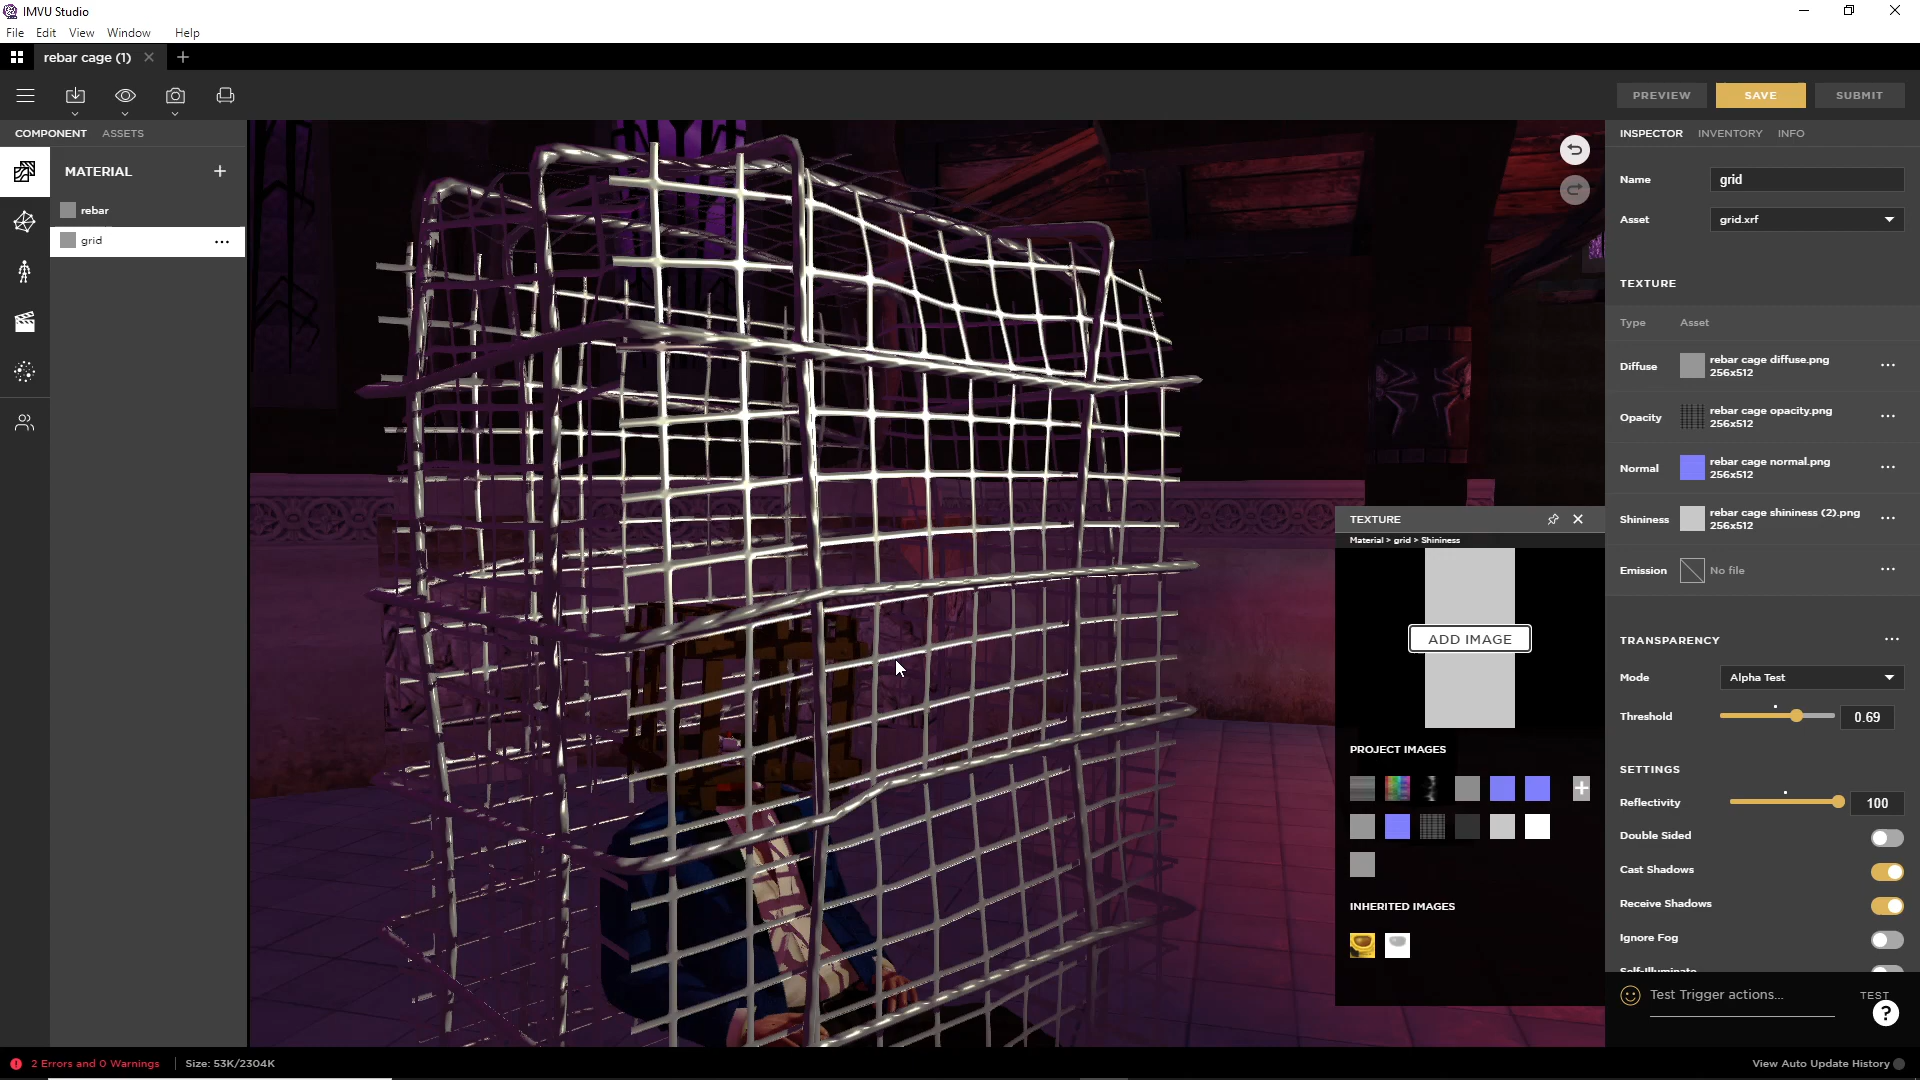 IMVU Studio
File Edit View Window Help
rebar cage (1)
PREVIEW SAVE SUBMIT
COMPONENT ASSETS
MATERIAL
rebar
grid
INSPECTOR INVENTORY INFO
Name grid
Asset grid.xrf
TEXTURE
Type Asset
Diffuse rebar cage diffuse.png
256x512
Opacity rebar cage opacity.png
256x512
Normal rebar cage normal.png
256x512
Shininess rebar cage shininess (2).png
256x512
Emission No file
TRANSPARENCY
Mode Alpha Test
Threshold 0.69
SETTINGS
Reflectivity 100
Double Sided
Cast Shadows
Receive Shadows
Ignore Fog
Self-Illuminate
Test Trigger actions... TEST
?
TEXTURE
Material > grid > Shininess
ADD IMAGE
PROJECT IMAGES
INHERITED IMAGES
2 Errors and 0 Warnings Size: 53K/2304K
View Auto Update History